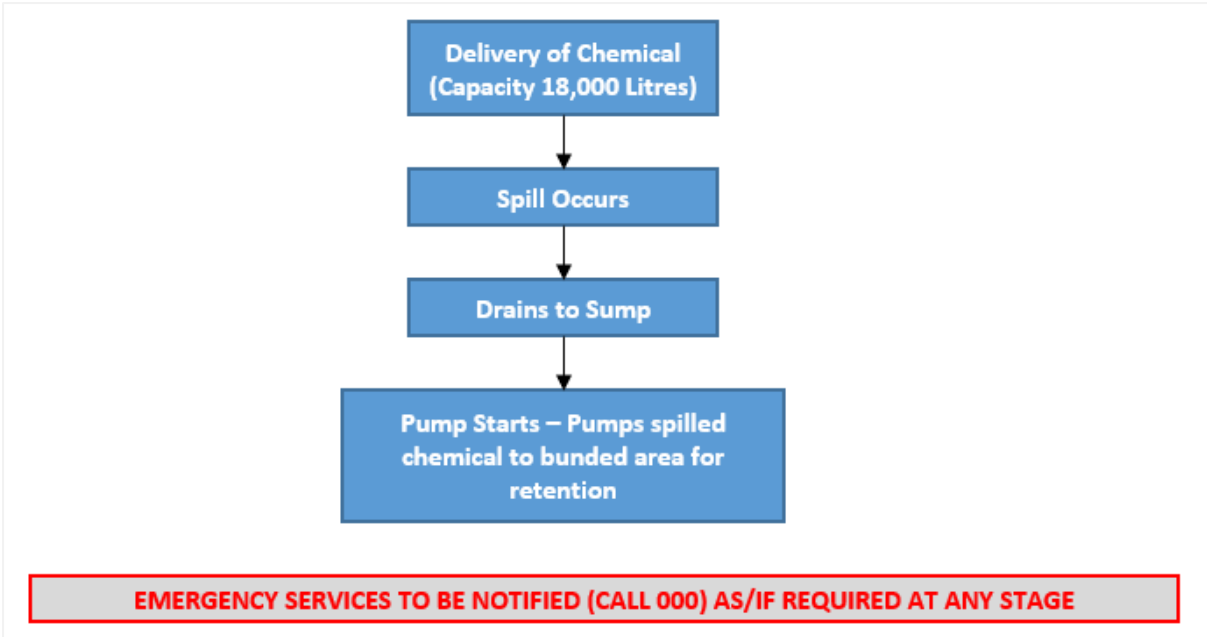 Delivery of Chemical
(Capacity 18,000 Litres)
Spill Occurs
Drains to Sump
Pump Starts – Pumps spilled
chemical to bunded area for
retention
EMERGENCY SERVICES TO BE NOTIFIED (CALL 000) AS/IF REQUIRED AT ANY STAGE